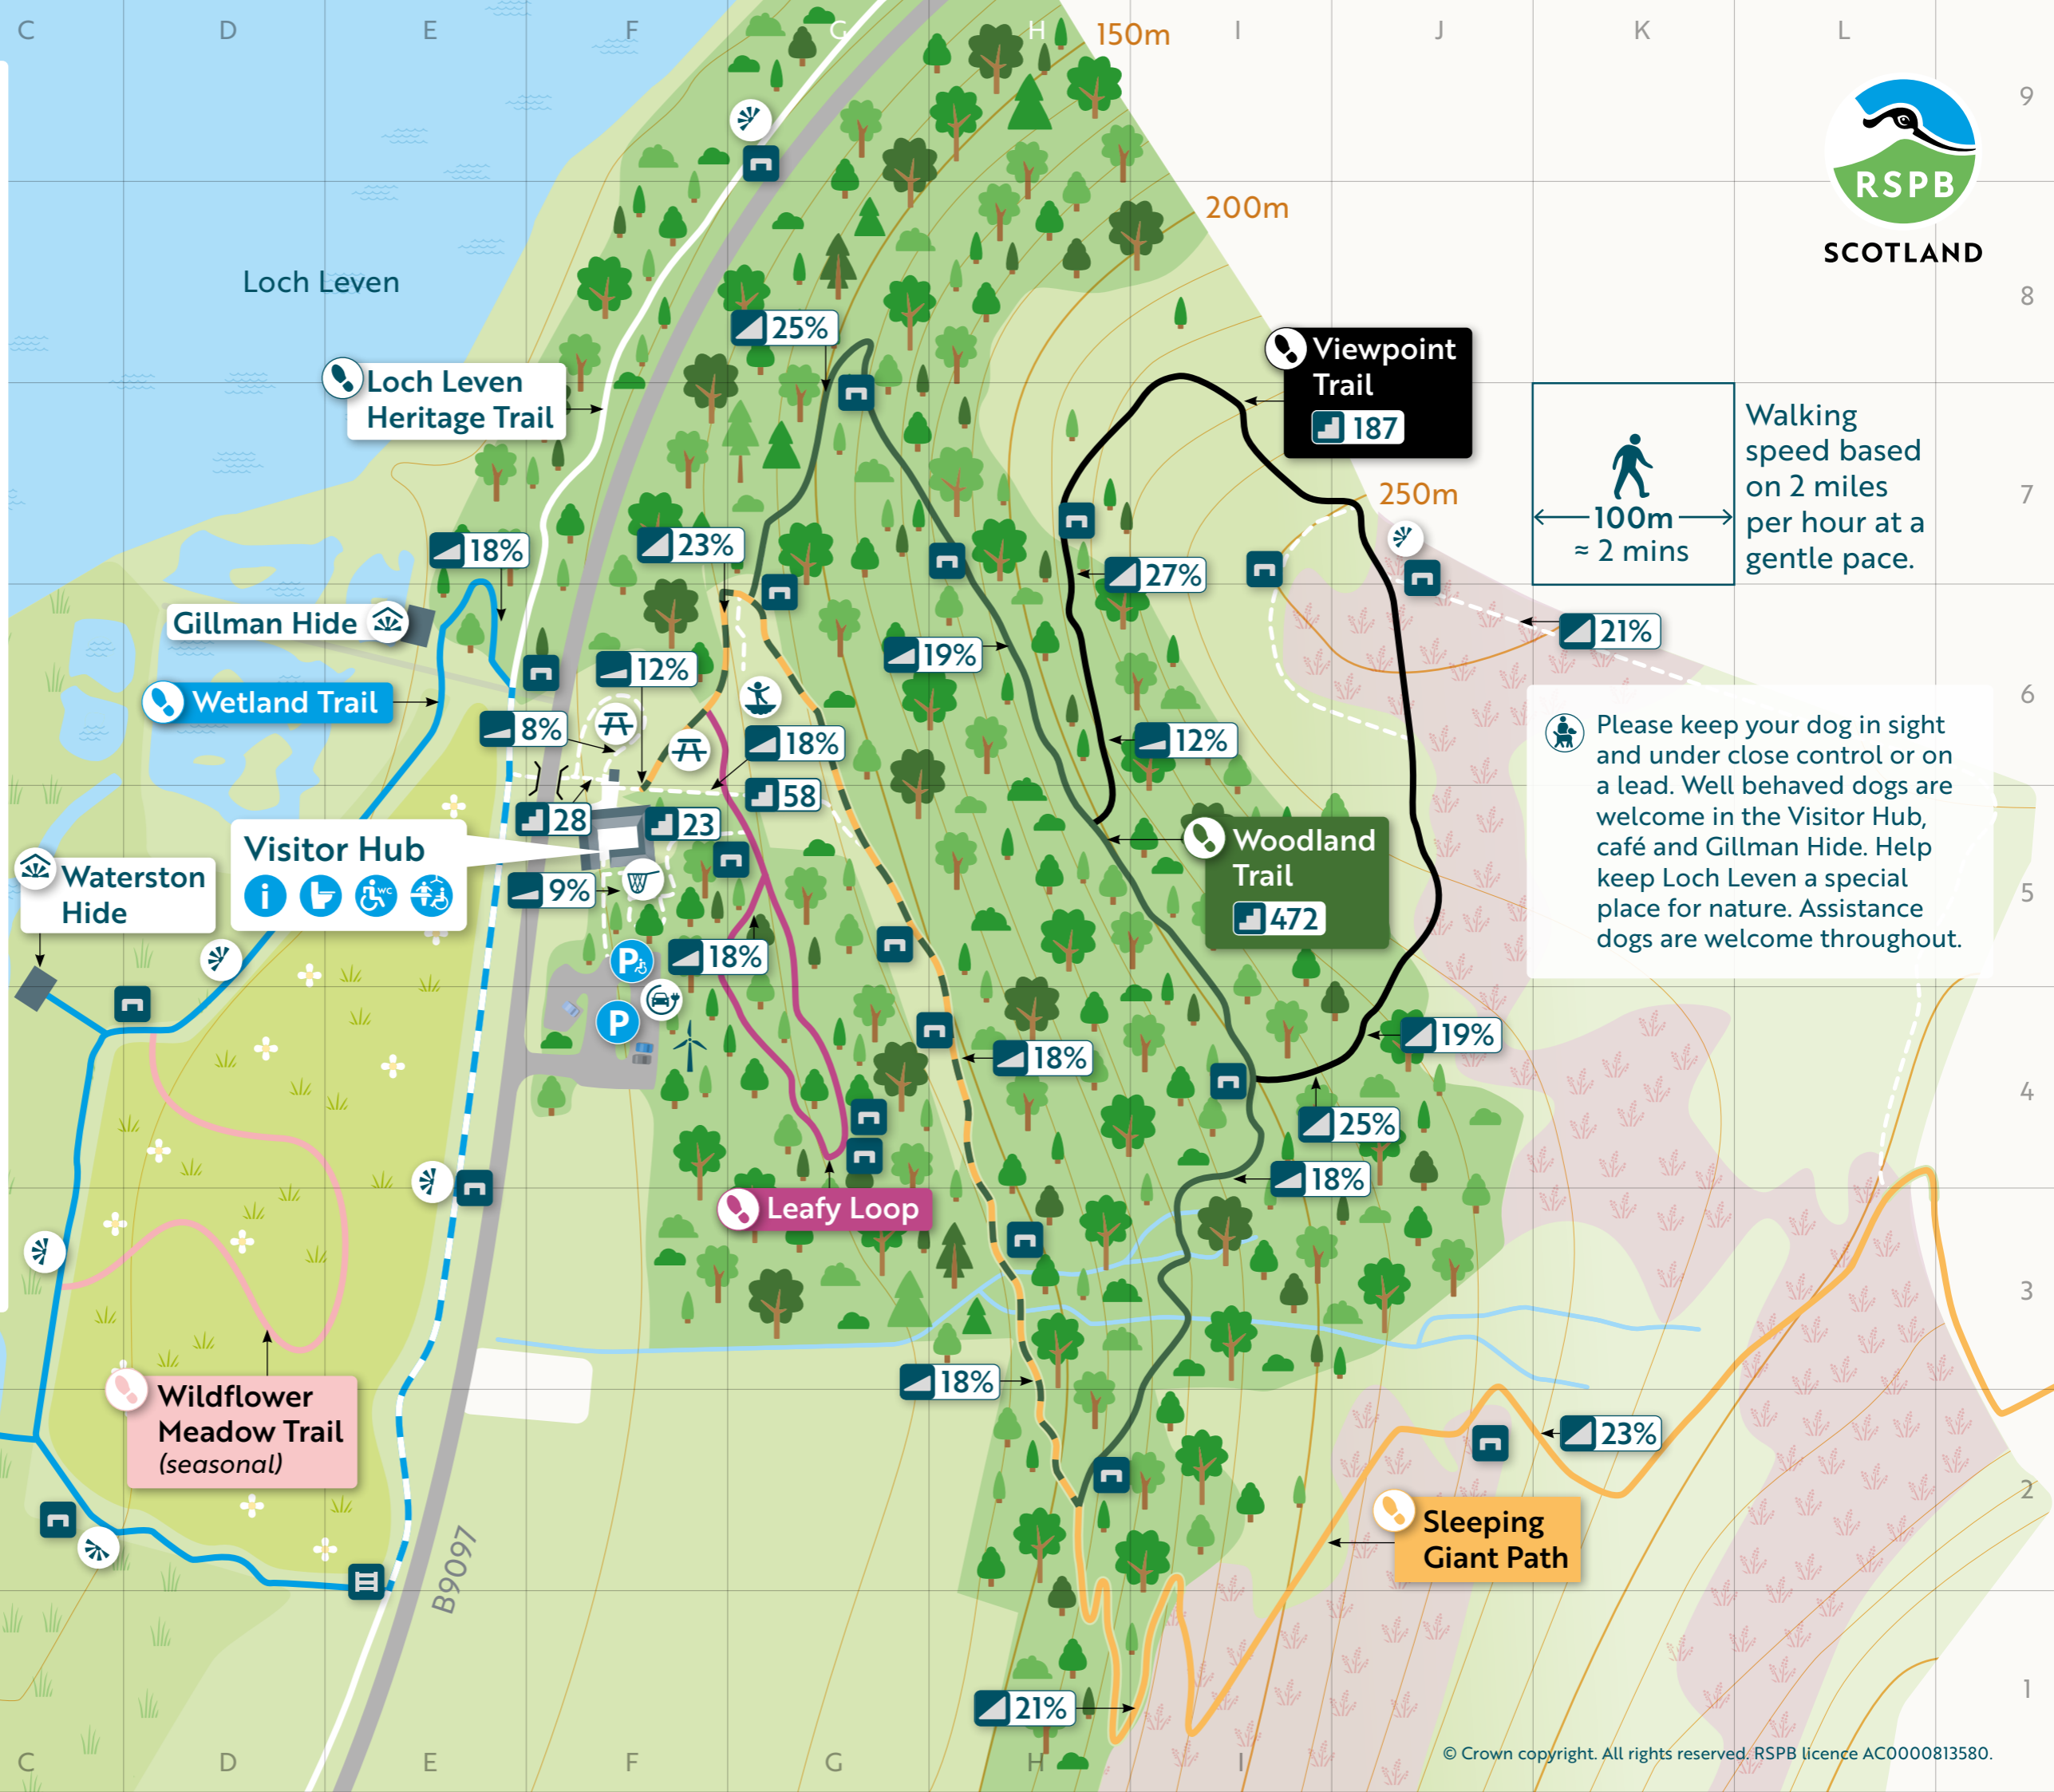 C D E F G H I J K L
150m
9
RSPB
SCOTLAND
200m
Loch Leven
8
25%
Viewpoint
Trail
187
Loch Leven
Heritage Trail
Walking
speed based
on 2 miles
per hour at a
gentle pace.
100m
≈ 2 mins
7
250m
18%
23%
27%
Gillman Hide
19%
21%
12%
Wetland Trail
6
8%
18%
12%
58
28
23
Please keep your dog in sight
and under close control or on
a lead. Well behaved dogs are
welcome in the Visitor Hub,
café and Gillman Hide. Help
keep Loch Leven a special
place for nature. Assistance
dogs are welcome throughout.
Visitor Hub
i
WC
Woodland
Trail
472
Waterston
Hide
9%
5
18%
P
P
18%
19%
4
25%
18%
Leafy Loop
3
18%
Wildflower
Meadow Trail
(seasonal)
23%
2
Sleeping
Giant Path
B9097
21%
1
C D E F G H I
© Crown copyright. All rights reserved. RSPB licence AC0000813580.